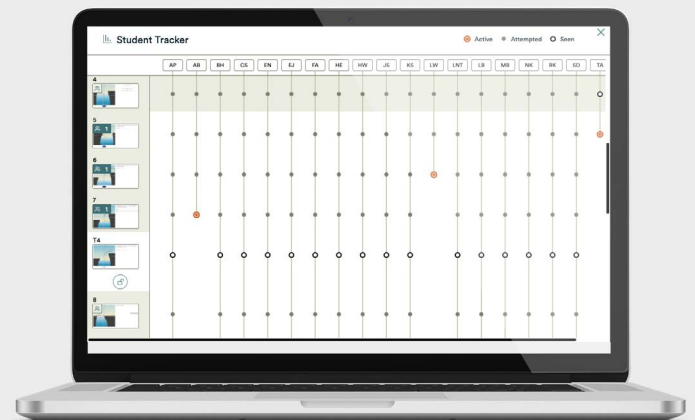 Student Tracker
Active Attempted Seen
AP AB BH CS EN EJ FA HE HW JS KS LW LNT LB MB NK RK SD TA
4
5
1
6
1
7
1
T4
8